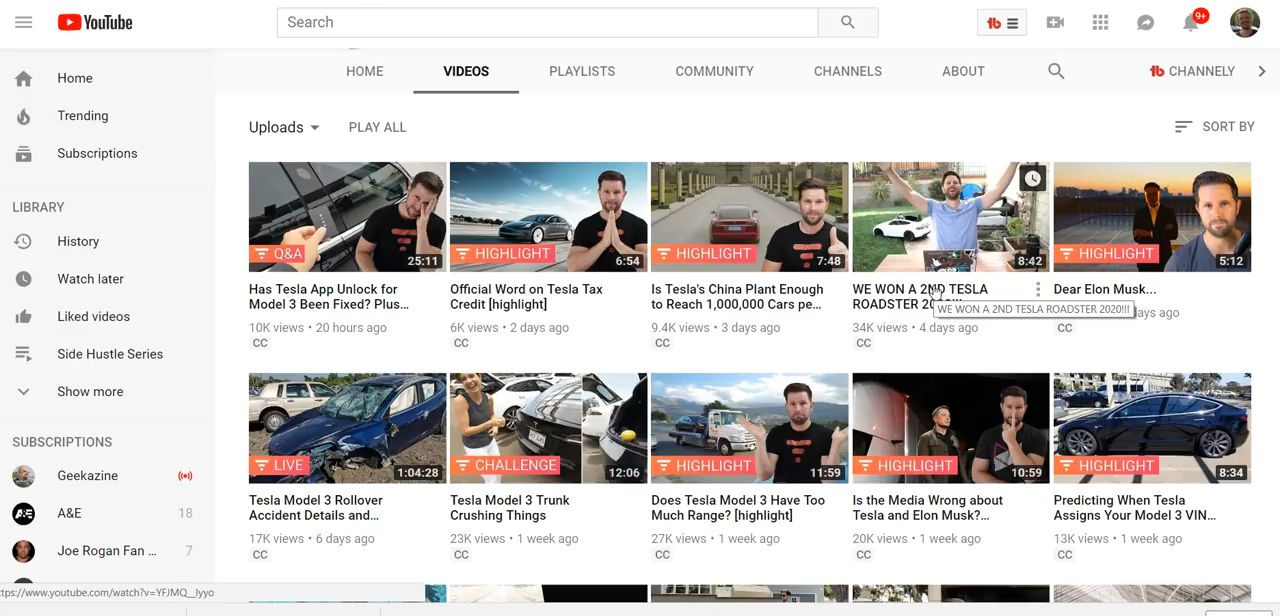 YouTube
Search
9+
HOME
VIDEOS
PLAYLISTS
COMMUNITY
CHANNELS
ABOUT
CHANNELY
Home
Trending
Subscriptions
LIBRARY
History
Watch later
Liked videos
Side Hustle Series
Show more
SUBSCRIPTIONS
Geekazine
A&E 18
Joe Rogan Fan ... 7
Uploads
PLAY ALL
SORT BY
Q&A
25:11
Has Tesla App Unlock for
Model 3 Been Fixed? Plus...
10K views • 20 hours ago
CC
HIGHLIGHT
6:54
Official Word on Tesla Tax
Credit [highlight]
6K views • 2 days ago
CC
HIGHLIGHT
7:48
Is Tesla's China Plant Enough
to Reach 1,000,000 Cars pe...
9.4K views • 3 days ago
CC
8:42
WE WON A 2ND TESLA
ROADSTER
WE WON A 2ND TESLA ROADSTER 2020!!!
34K views • 4 days ago
CC
HIGHLIGHT
5:12
Dear Elon Musk...
days ago
CC
LIVE
1:04:28
Tesla Model 3 Rollover
Accident Details and...
17K views • 6 days ago
CC
CHALLENGE
12:06
Tesla Model 3 Trunk
Crushing Things
23K views • 1 week ago
CC
HIGHLIGHT
11:59
Does Tesla Model 3 Have Too
Much Range? [highlight]
27K views • 1 week ago
CC
HIGHLIGHT
10:59
Is the Media Wrong about
Tesla and Elon Musk?...
20K views • 1 week ago
CC
HIGHLIGHT
8:34
Predicting When Tesla
Assigns Your Model 3 VIN...
13K views • 1 week ago
CC
ttps://www.youtube.com/watch?v=YFJMQ__lyyo